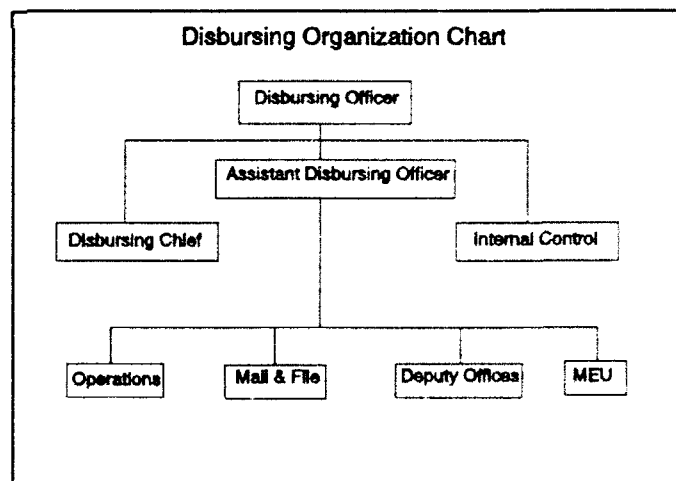 Disbursing Organization Chart
Disbursing Officer
Assistant Disbursing Officer
Disbursing Chief
Internal Control
Operations
Mail & File
Deputy Offices
MEU